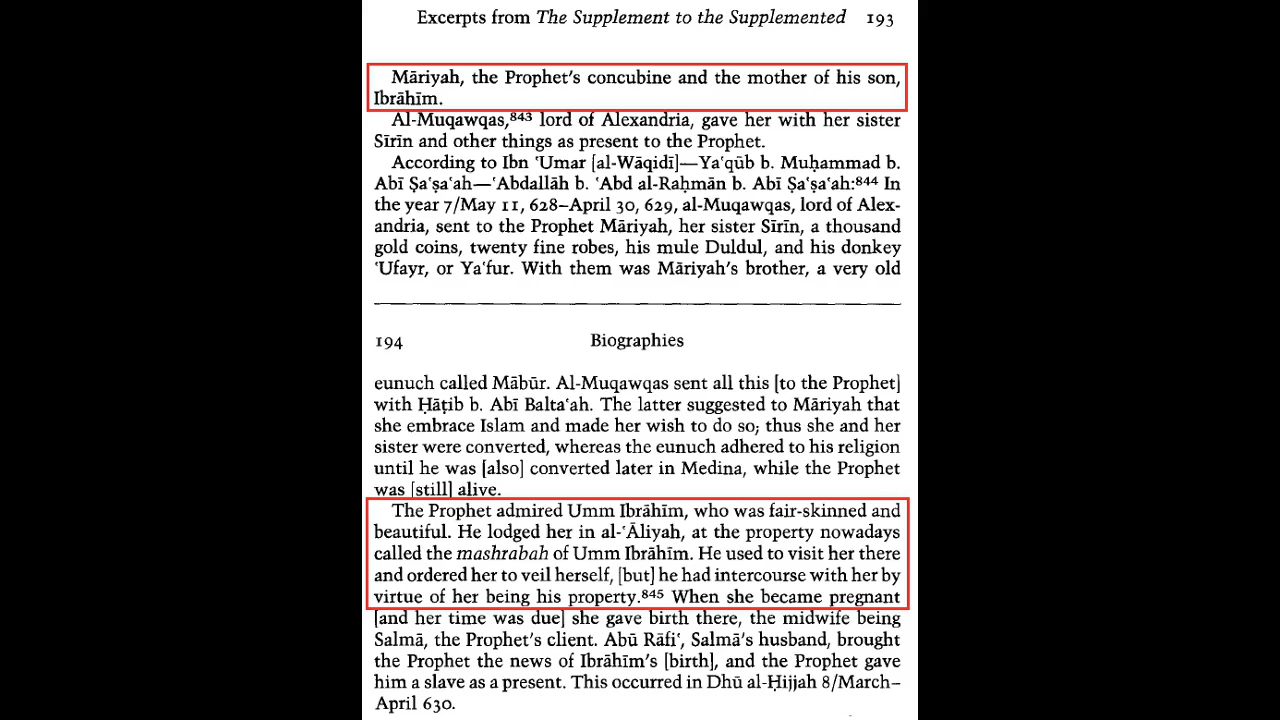 Excerpts from The Supplement to the Supplemented 193
Māriyah, the Prophet's concubine and the mother of his son,
Ibrāhīm.
Al-Muqawqas,843 lord of Alexandria, gave her with her sister
Sīrīn and other things as present to the Prophet.
According to Ibn ʿUmar [al-Wāqidī]—Yaʿqūb b. Muḥammad b.
Abī Ṣaʿṣaʿah—ʿAbdallāh b. ʿAbd al-Raḥmān b. Abī Ṣaʿṣaʿah:844 In
the year 7/May 11, 628–April 30, 629, al-Muqawqas, lord of Alex-
andria, sent to the Prophet Māriyah, her sister Sīrīn, a thousand
gold coins, twenty fine robes, his mule Duldul, and his donkey
ʿUfayr, or Yaʿfur. With them was Māriyah's brother, a very old
194 Biographies
eunuch called Mābūr. Al-Muqawqas sent all this [to the Prophet]
with Ḥāṭib b. Abī Baltaʿah. The latter suggested to Māriyah that
she embrace Islam and made her wish to do so; thus she and her
sister were converted, whereas the eunuch adhered to his religion
until he was [also] converted later in Medina, while the Prophet
was [still] alive.
The Prophet admired Umm Ibrāhīm, who was fair-skinned and
beautiful. He lodged her in al-ʿĀliyah, at the property nowadays
called the mashrabah of Umm Ibrāhīm. He used to visit her there
and ordered her to veil herself, [but] he had intercourse with her by
virtue of her being his property.845 When she became pregnant
[and her time was due] she gave birth there, the midwife being
Salmā, the Prophet's client. Abū Rāfiʿ, Salmā's husband, brought
the Prophet the news of Ibrāhīm's [birth], and the Prophet gave
him a slave as a present. This occurred in Dhū al-Ḥijjah 8/March–
April 630.